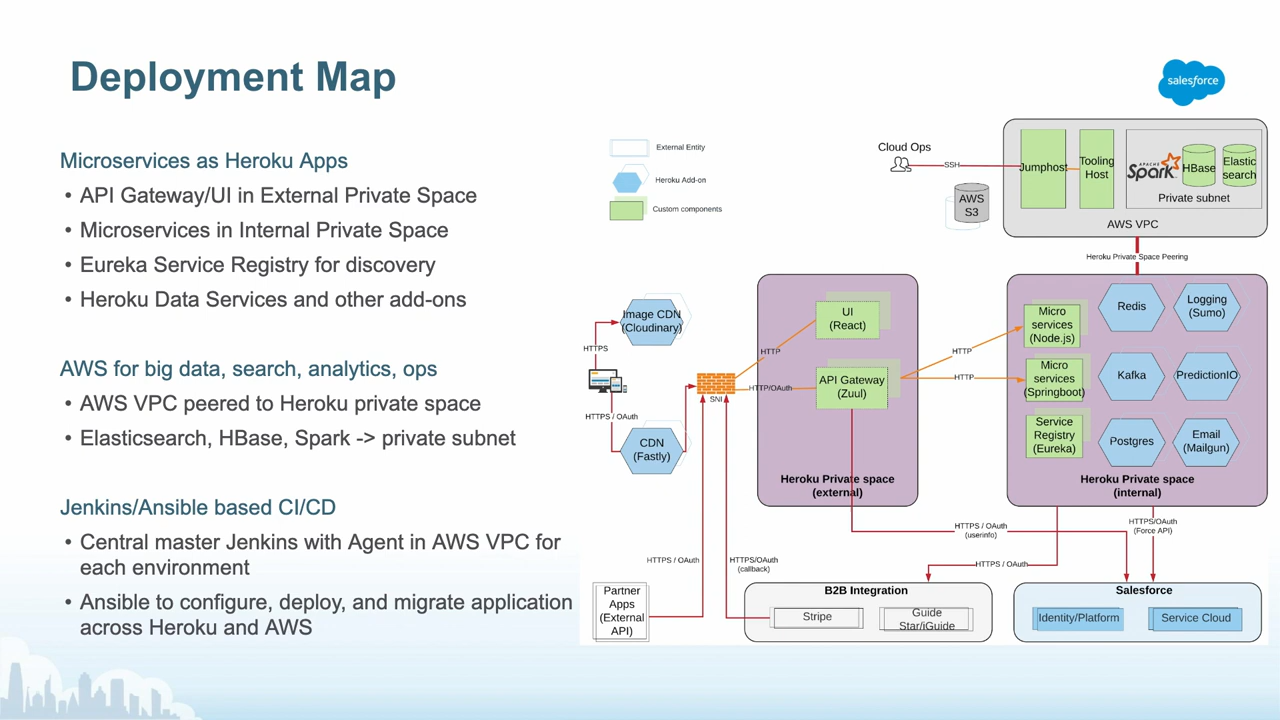 Deployment Map
salesforce
Microservices as Heroku Apps
• API Gateway/UI in External Private Space
• Microservices in Internal Private Space
• Eureka Service Registry for discovery
• Heroku Data Services and other add-ons
AWS for big data, search, analytics, ops
• AWS VPC peered to Heroku private space
• Elasticsearch, HBase, Spark -> private subnet
Jenkins/Ansible based CI/CD
• Central master Jenkins with Agent in AWS VPC for
each environment
• Ansible to configure, deploy, and migrate application
across Heroku and AWS
External Entity
Heroku Add-on
Custom components
Cloud Ops
SSH
AWS
S3
Jumphost
Tooling
Host
APACHE
Spark
HBase
Elastic
search
Private subnet
AWS VPC
Heroku Private Space Peering
Image CDN
(Cloudinary)
HTTPS
HTTPS / OAuth
CDN
(Fastly)
SNI
HTTP
HTTP/OAuth
UI
(React)
API Gateway
(Zuul)
Heroku Private space
(external)
HTTP
HTTP
Micro
services
(Node.js)
Micro
services
(Springboot)
Service
Registry
(Eureka)
Redis
Logging
(Sumo)
Kafka
PredictionIO
Postgres
Email
(Mailgun)
Heroku Private space
(internal)
HTTPS / OAuth
(userinfo)
HTTPS/OAuth
(Force API)
HTTPS / OAuth
HTTPS/OAuth
(callback)
HTTPS / OAuth
Partner
Apps
(External
API)
B2B Integration
Stripe
Guide
Star/iGuide
Salesforce
Identity/Platform
Service Cloud